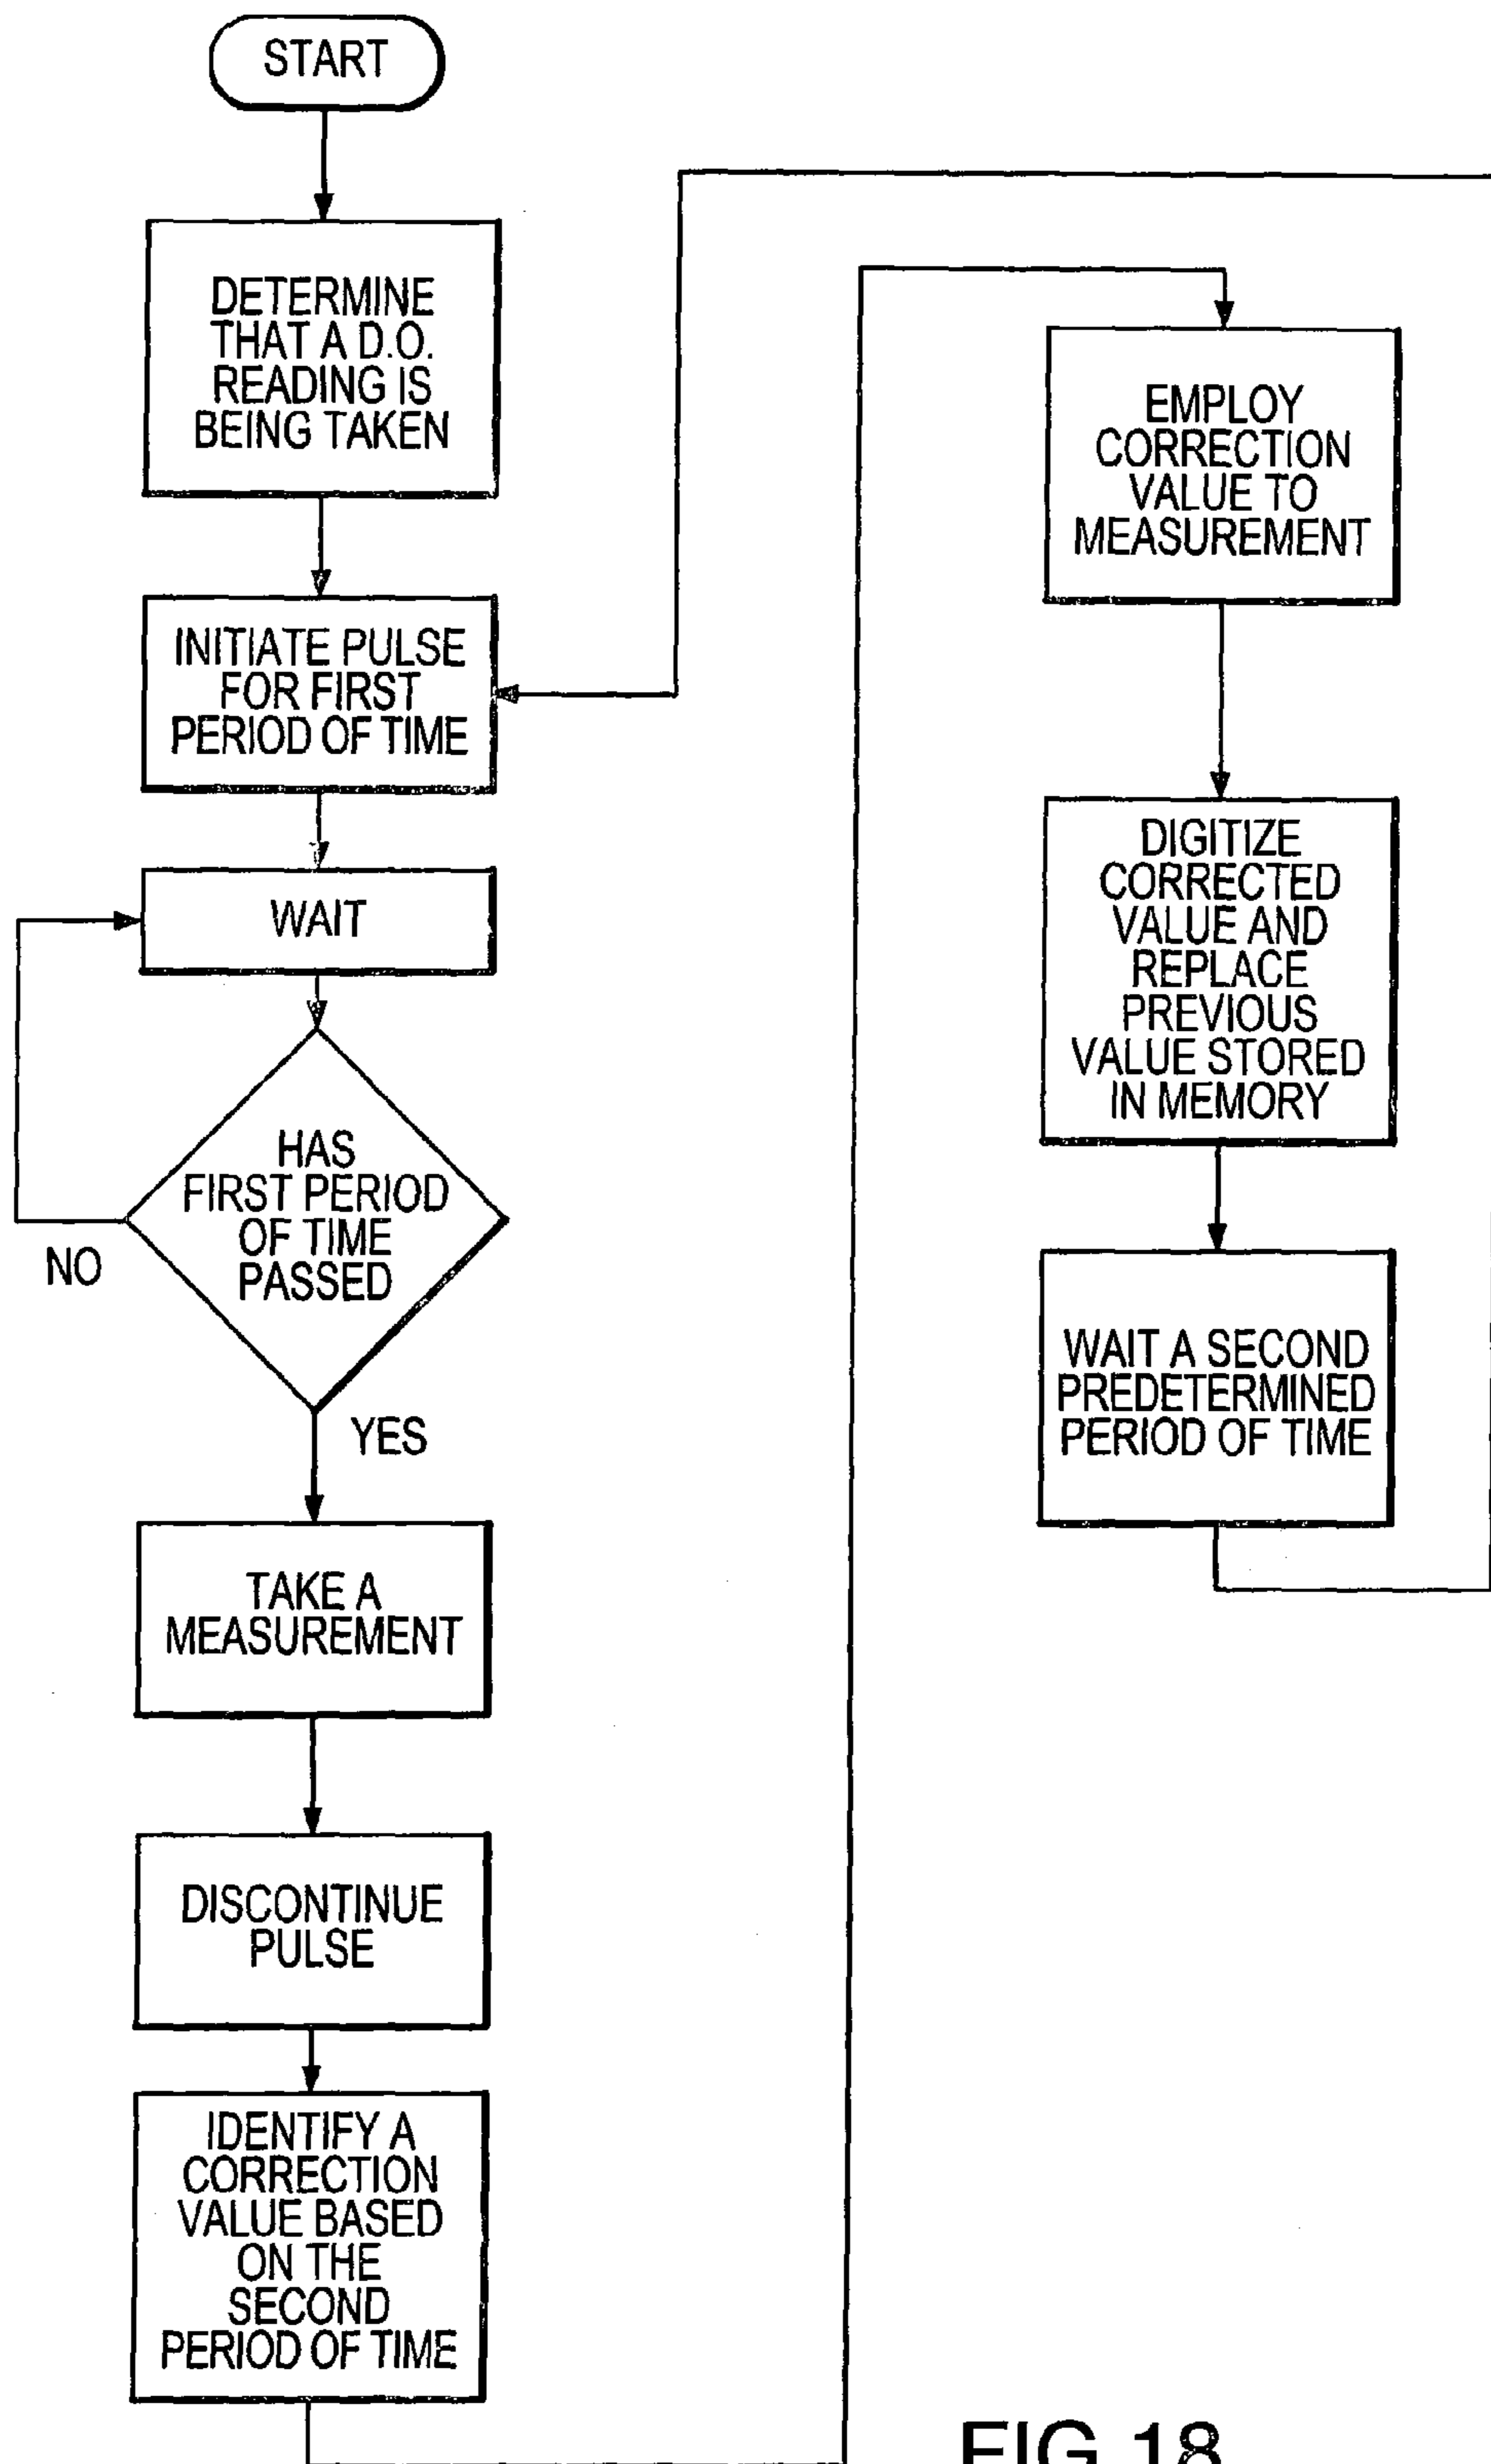 START
DETERMINE
THAT A D.O.
READING IS
BEING TAKEN
INITIATE PULSE
FOR FIRST
PERIOD OF TIME
WAIT
HAS
FIRST PERIOD
OF TIME
PASSED
NO
YES
TAKE A
MEASUREMENT
DISCONTINUE
PULSE
IDENTIFY A
CORRECTION
VALUE BASED
ON THE
SECOND
PERIOD OF TIME
EMPLOY
CORRECTION
VALUE TO
MEASUREMENT
DIGITIZE
CORRECTED
VALUE AND
REPLACE
PREVIOUS
VALUE STORED
IN MEMORY
WAIT A SECOND
PREDETERMINED
PERIOD OF TIME
FIG.18